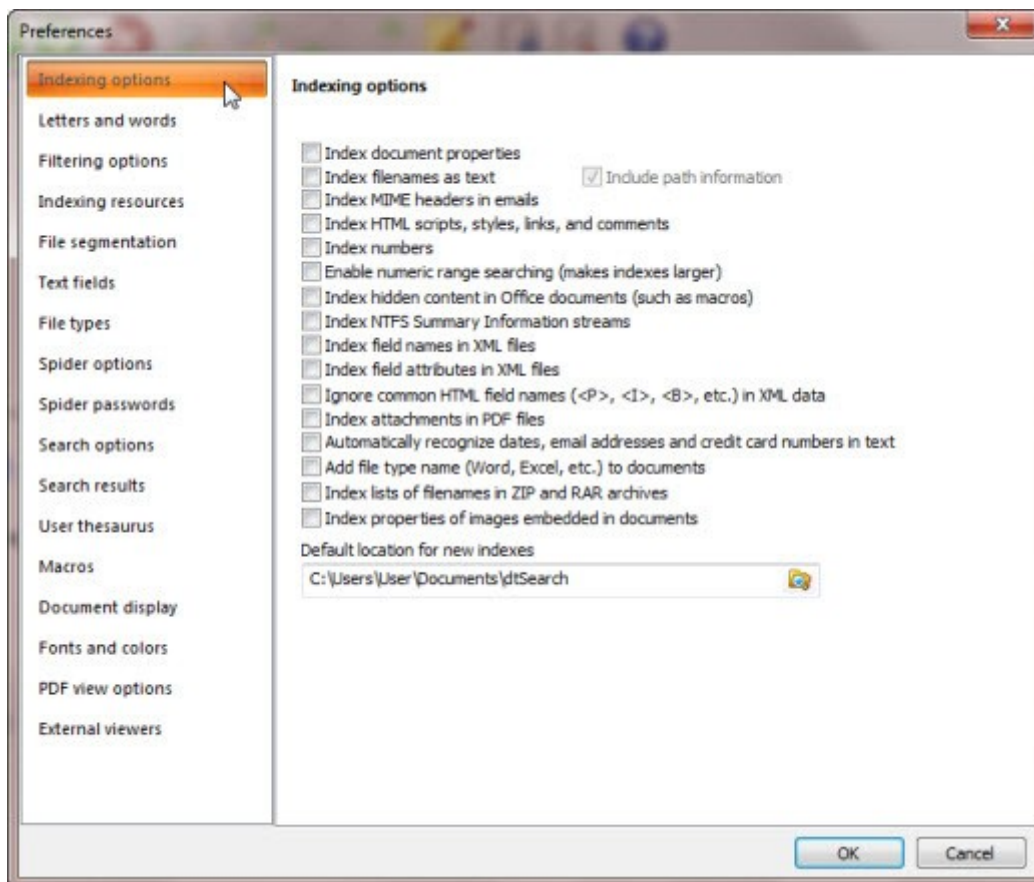 Preferences
Indexing options
Letters and words
Filtering options
Indexing resources
File segmentation
Text fields
File types
Spider options
Spider passwords
Search options
Search results
User thesaurus
Macros
Document display
Fonts and colors
PDF view options
External viewers
Indexing options
Index document properties
Index filenames as text Include path information
Index MIME headers in emails
Index HTML scripts, styles, links, and comments
Index numbers
Enable numeric range searching (makes indexes larger)
Index hidden content in Office documents (such as macros)
Index NTFS Summary Information streams
Index field names in XML files
Index field attributes in XML files
Ignore common HTML field names (<P>, <I>, <B>, etc.) in XML data
Index attachments in PDF files
Automatically recognize dates, email addresses and credit card numbers in text
Add file type name (Word, Excel, etc.) to documents
Index lists of filenames in ZIP and RAR archives
Index properties of images embedded in documents
Default location for new indexes
C:\Users\User\Documents\dtSearch
OK Cancel